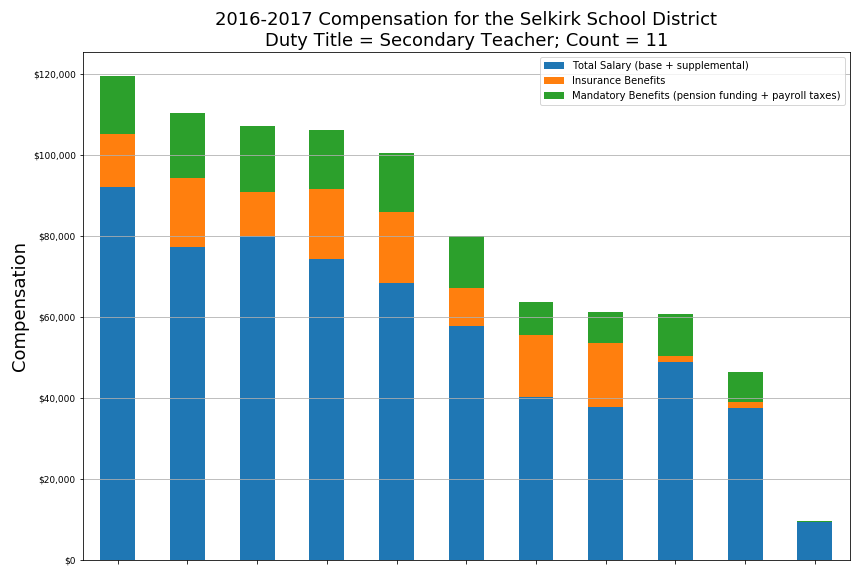 2016-2017 Compensation for the Selkirk School District
Duty Title = Secondary Teacher; Count = 11
Total Salary (base + supplemental)
Insurance Benefits
Mandatory Benefits (pension funding + payroll taxes)
$120,000
$100,000
$80,000
$60,000
$40,000
$20,000
$0
Compensation